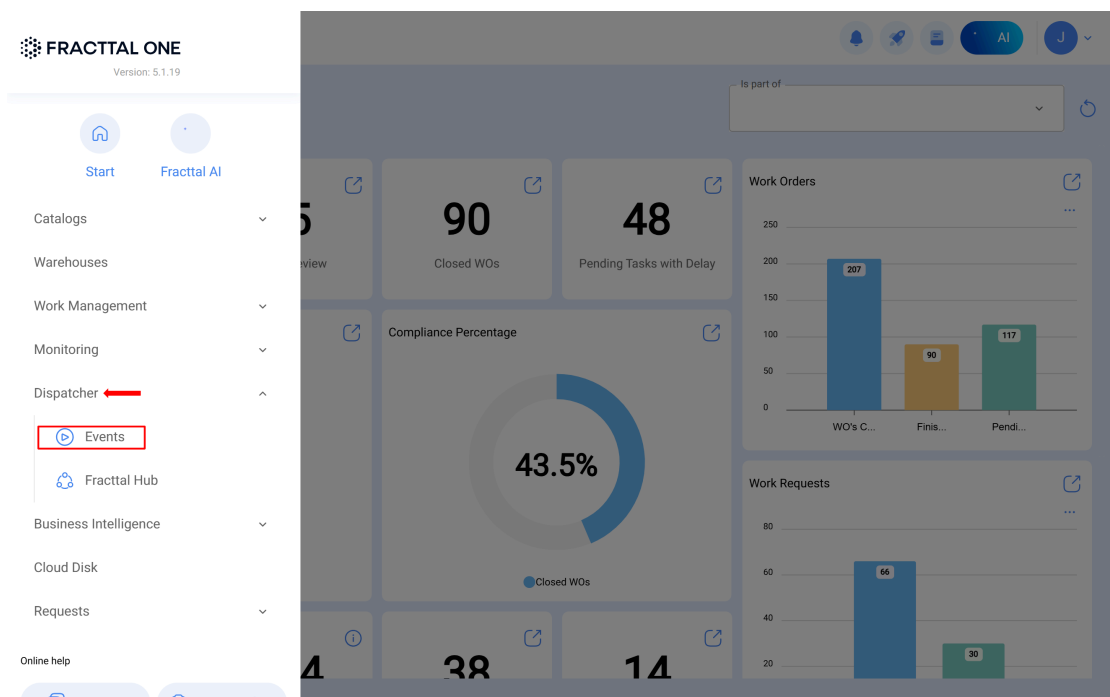 FRACTTAL ONE
Version: 5.1.19
Start
Fracttal AI
Catalogs
Warehouses
Work Management
Monitoring
Dispatcher
Events
Fracttal Hub
Business Intelligence
Cloud Disk
Requests
Online help
AI
J
Is part of
90
Closed WOs
48
Pending Tasks with Delay
Compliance Percentage
43.5%
Closed WOs
38
14
Work Orders
250
200
150
100
50
0
207
90
117
WO's C...
Finis...
Pendi...
Work Requests
80
60
40
20
66
30